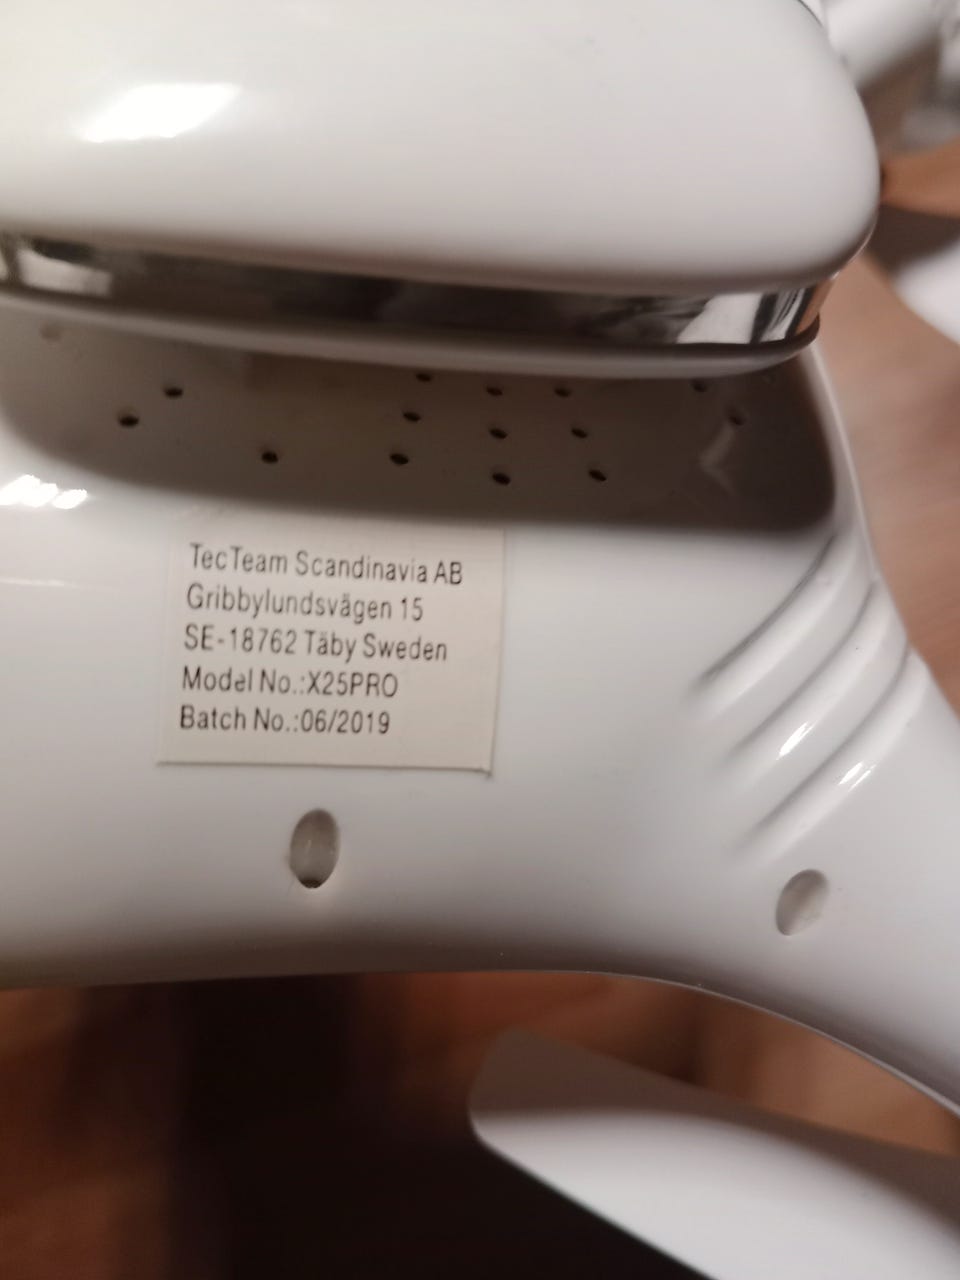 TecTeam Scandinavia AB
Gribbylundsvägen 15
SE-18762 Täby Sweden
Model No.:X25PRO
Batch No.:06/2019